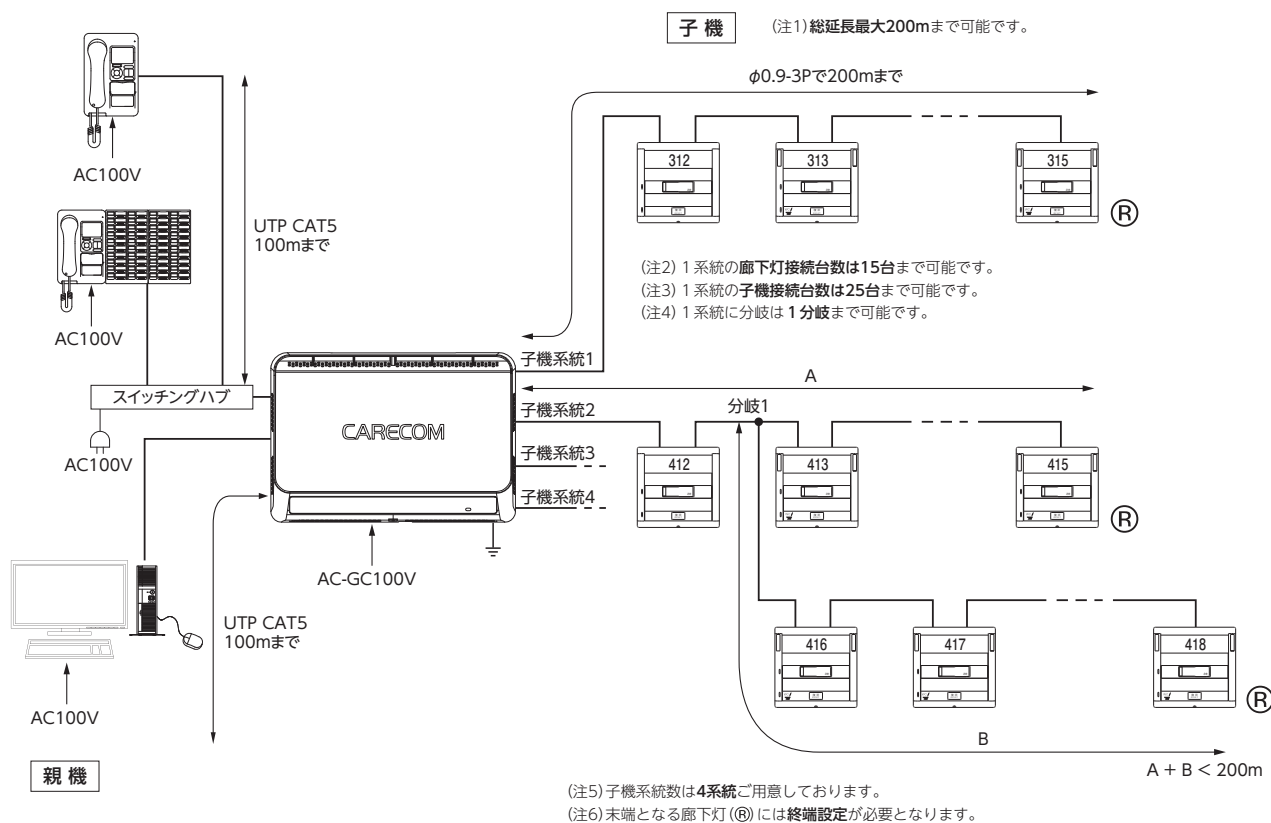 子機
(注1)総延長最大200mまで可能です。
φ0.9-3Pで200mまで
AC100V
312
313
315
Ⓡ
UTP CAT5
100mまで
AC100V
(注2) 1系統の廊下灯接続台数は15台まで可能です。
(注3) 1系統の子機接続台数は25台まで可能です。
(注4) 1系統に分岐は1分岐まで可能です。
子機系統1
A
スイッチングハブ
子機系統2
分岐1
CARECOM
AC100V
子機系統3
412
413
415
子機系統4
Ⓡ
AC-GC100V
UTP CAT5
100mまで
416
417
418
Ⓡ
AC100V
B
親機
A + B < 200m
(注5)子機系統数は4系統ご用意しております。
(注6)末端となる廊下灯(Ⓡ)には終端設定が必要となります。